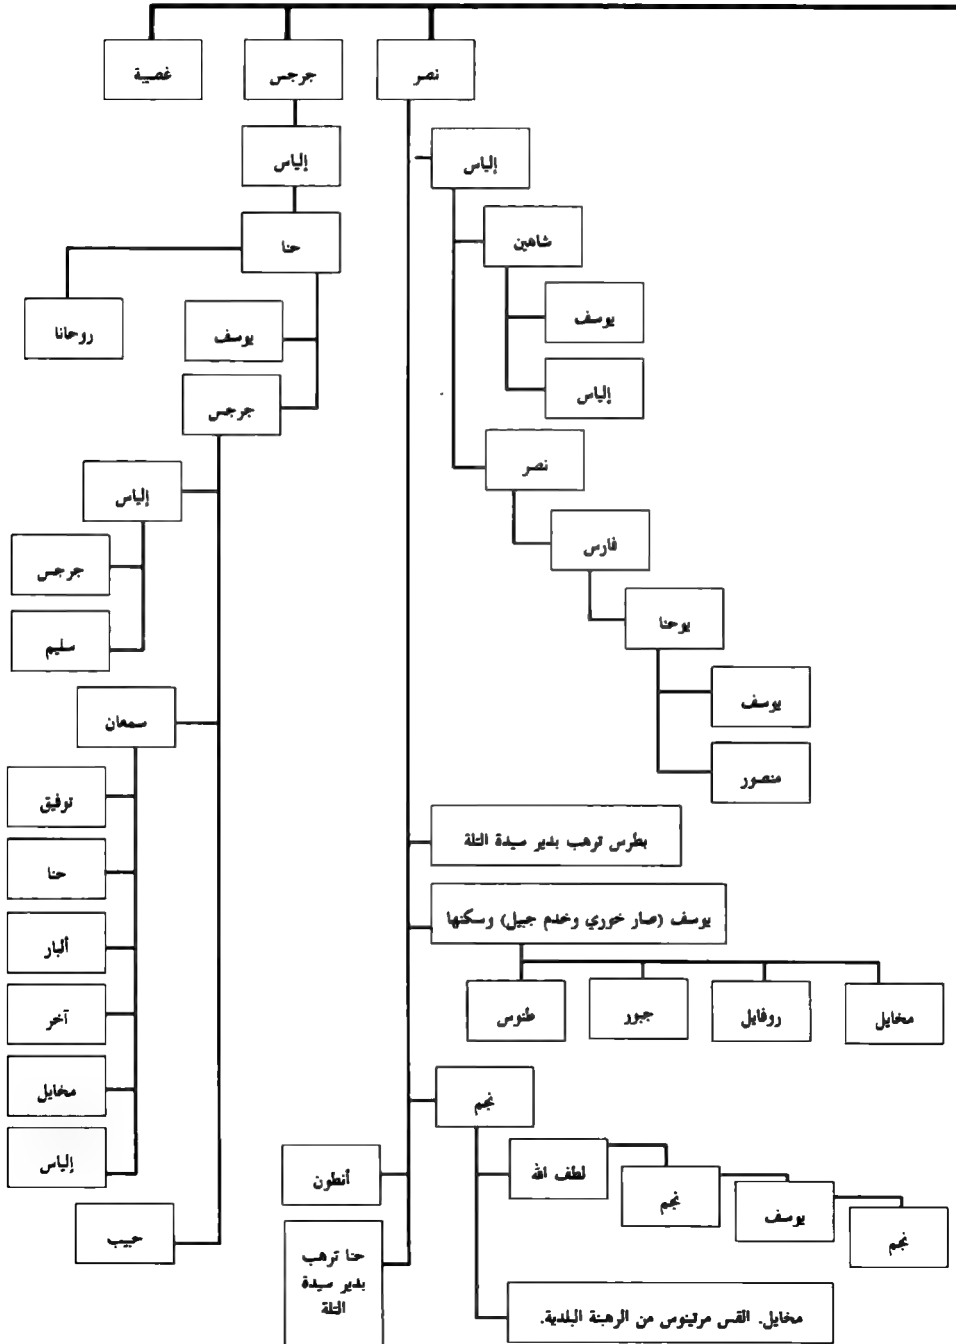 نصر
جرجس
غصيبة
إلياس
شاهين
يوسف
إلياس
نصر
فارس
يوحنا
يوسف
منصور
بطرس ترهب بدير سيدة التلة
يوسف (صار خوري وخدم جبيل) وسكنها
مخايل
روفايل
جبور
طنوس
نجم
لطف الله
نجم
يوسف
نجم
مخايل. القس مرتينوس من الرهبنة البلدية.
أنطون
حنا ترهب
بدير سيدة
التلة
إلياس
حنا
روحانا
يوسف
جرجس
إلياس
جرجس
سليم
سمعان
توفيق
حنا
ألبار
آخر
مخايل
إلياس
حبيب